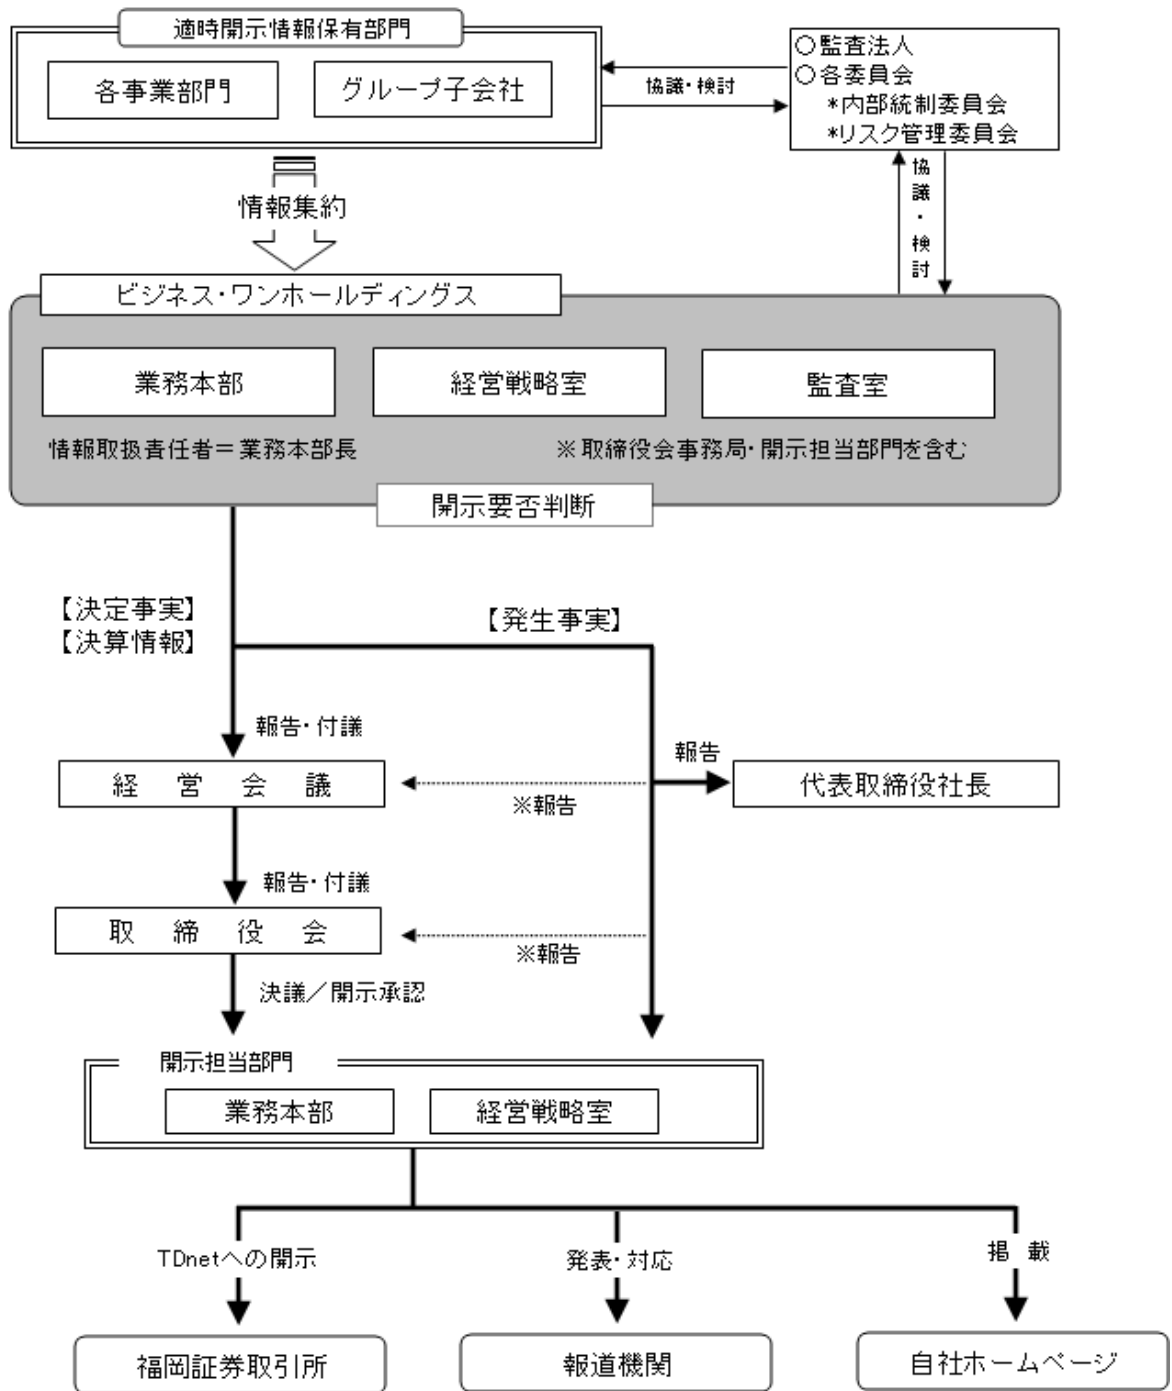 適時開示情報保有部門
各事業部門
グループ子会社
協議・検討
○監査法人
○各委員会
*内部統制委員会
*リスク管理委員会
情報集約
協議・検討
ビジネス・ワンホールディングス
業務本部
経営戦略室
監査室
情報取扱責任者＝業務本部長
※取締役会事務局・開示担当部門を含む
開示要否判断
【決定事実】
【決算情報】
【発生事実】
報告・付議
報告
経営会議
※報告
代表取締役社長
報告・付議
取締役会
※報告
決議／開示承認
開示担当部門
業務本部
経営戦略室
TDnetへの開示
発表・対応
掲載
福岡証券取引所
報道機関
自社ホームページ